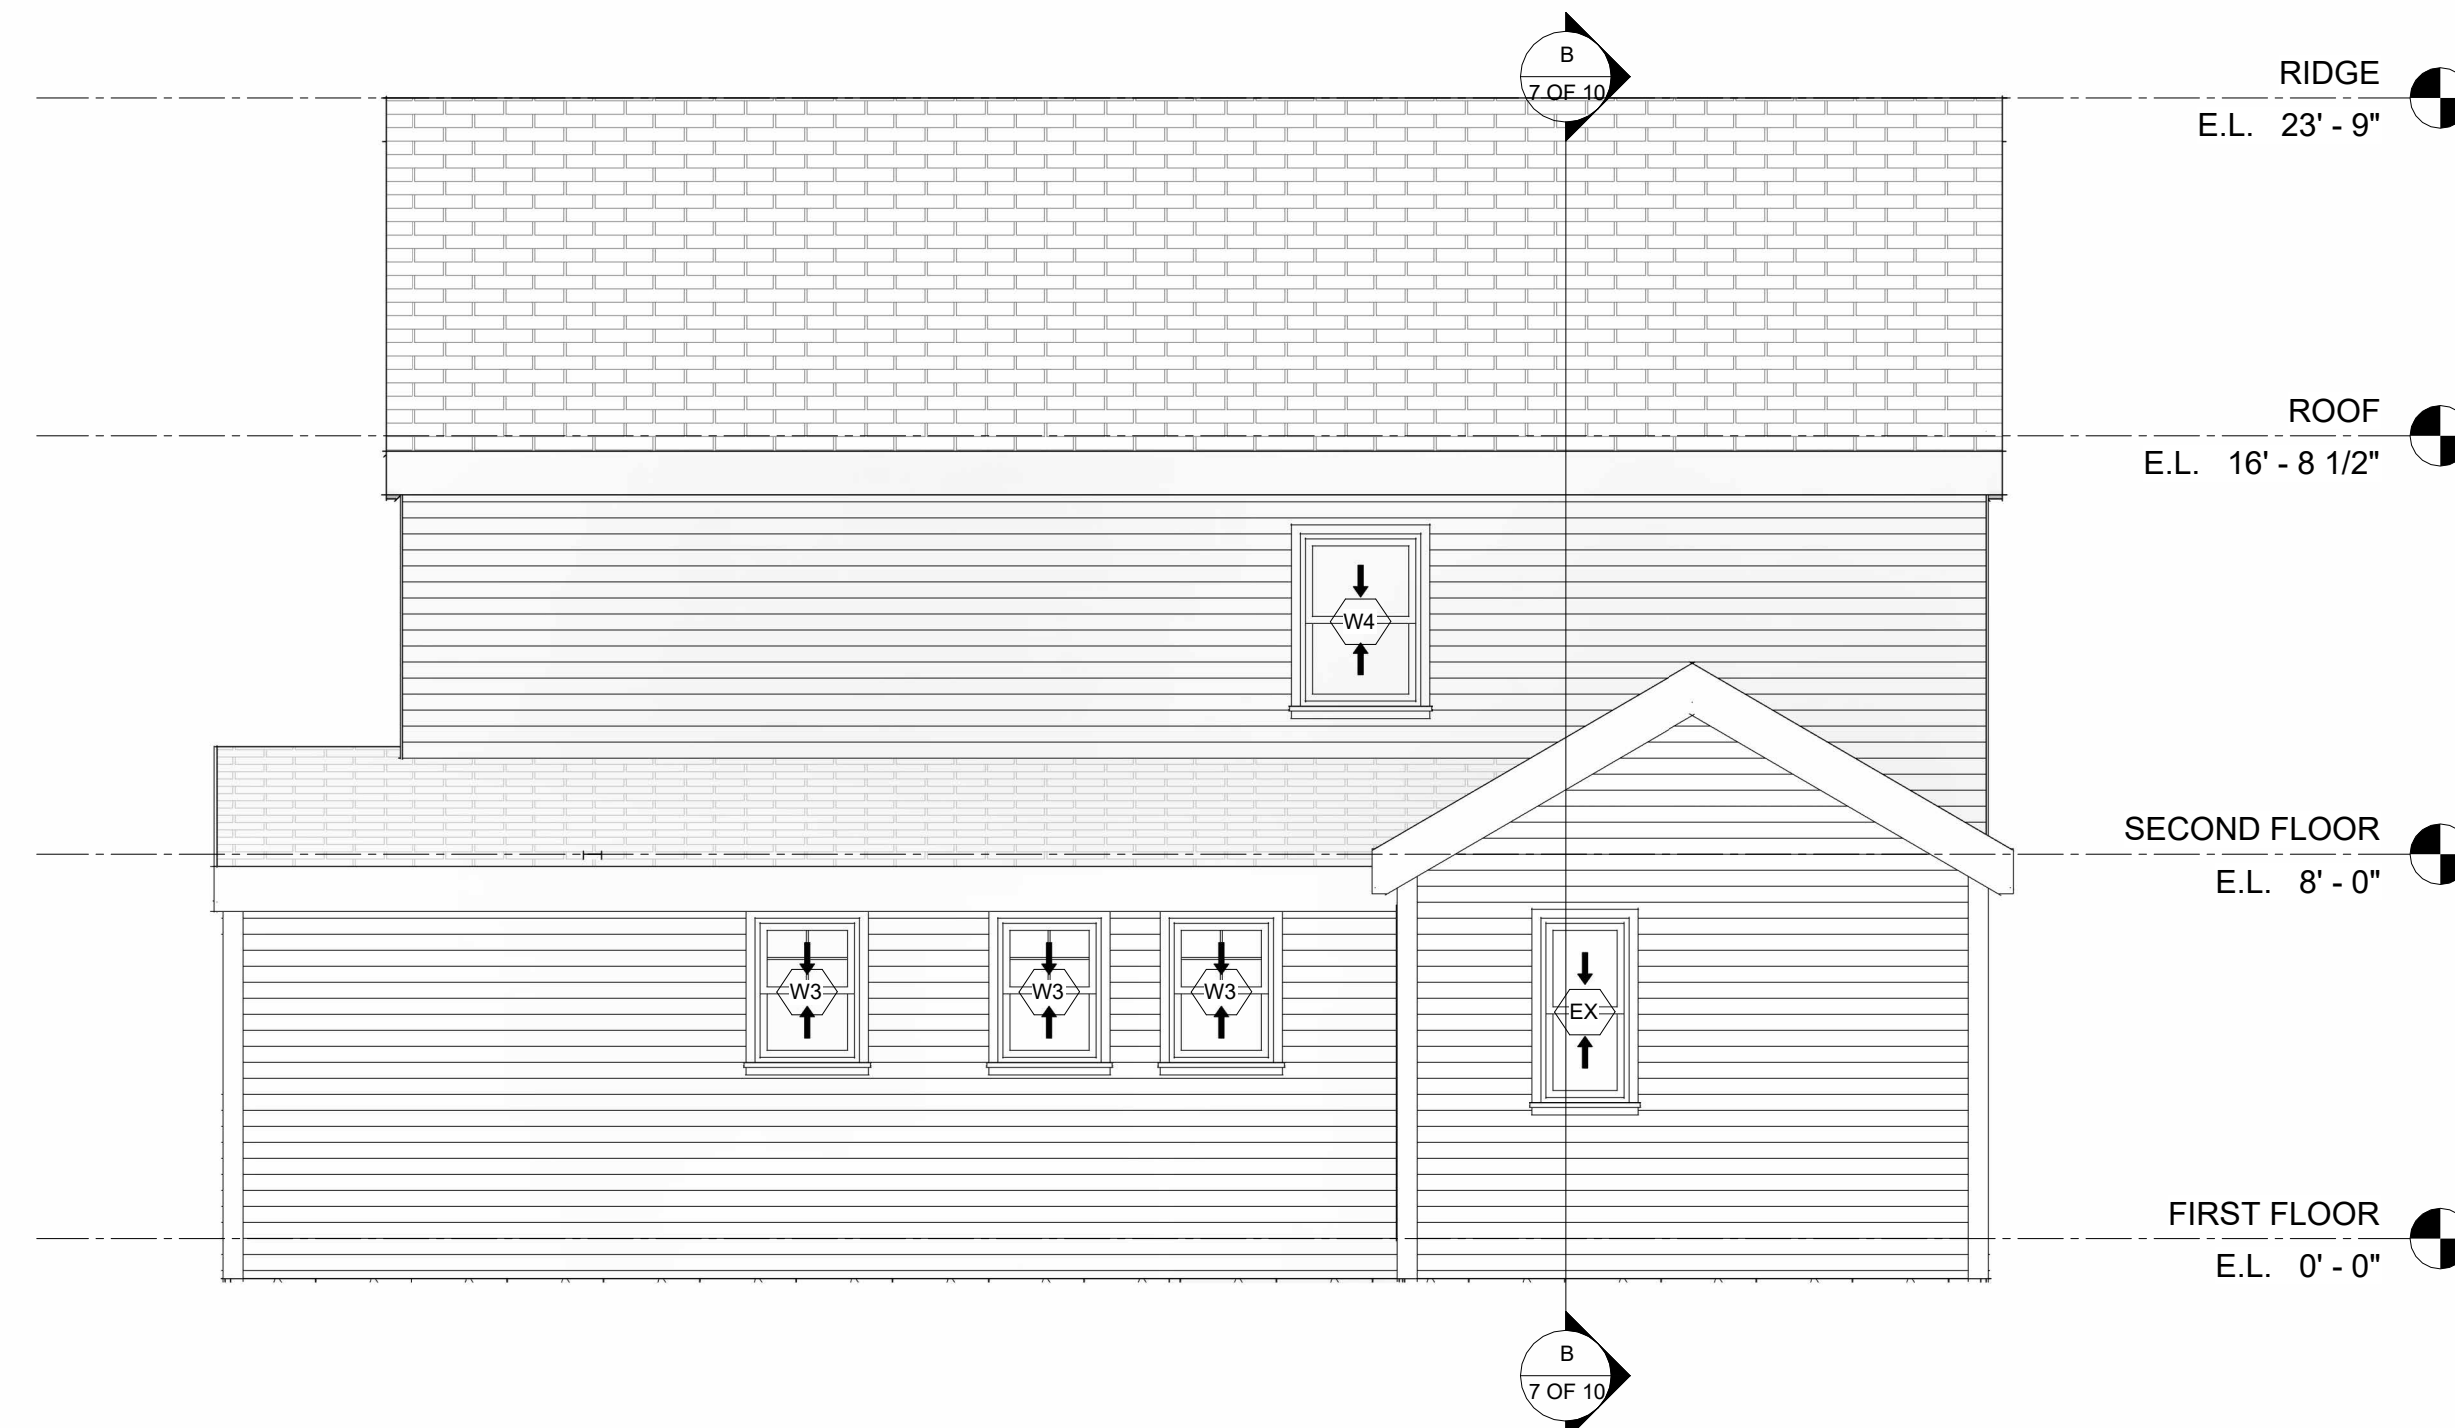 B
7 OF 10
RIDGE
E.L. 23' - 9"
ROOF
E.L. 16' - 8 1/2"
W4
SECOND FLOOR
E.L. 8' - 0"
W3
W3
W3
EX
FIRST FLOOR
E.L. 0' - 0"
B
7 OF 10